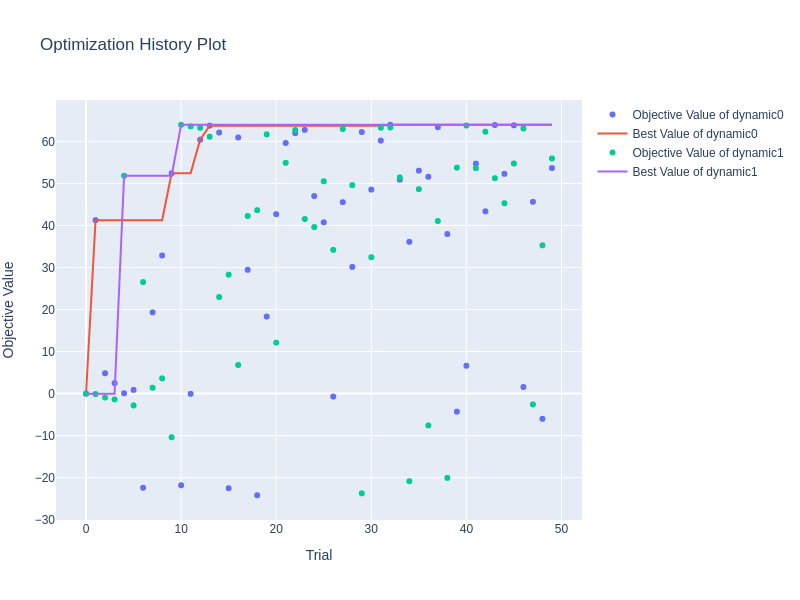 Optimization History Plot
Objective Value of dynamic0
Best Value of dynamic0
Objective Value of dynamic1
Best Value of dynamic1
Objective Value
60
50
40
30
20
10
0
−10
−20
−30
0
10
20
30
40
50
Trial